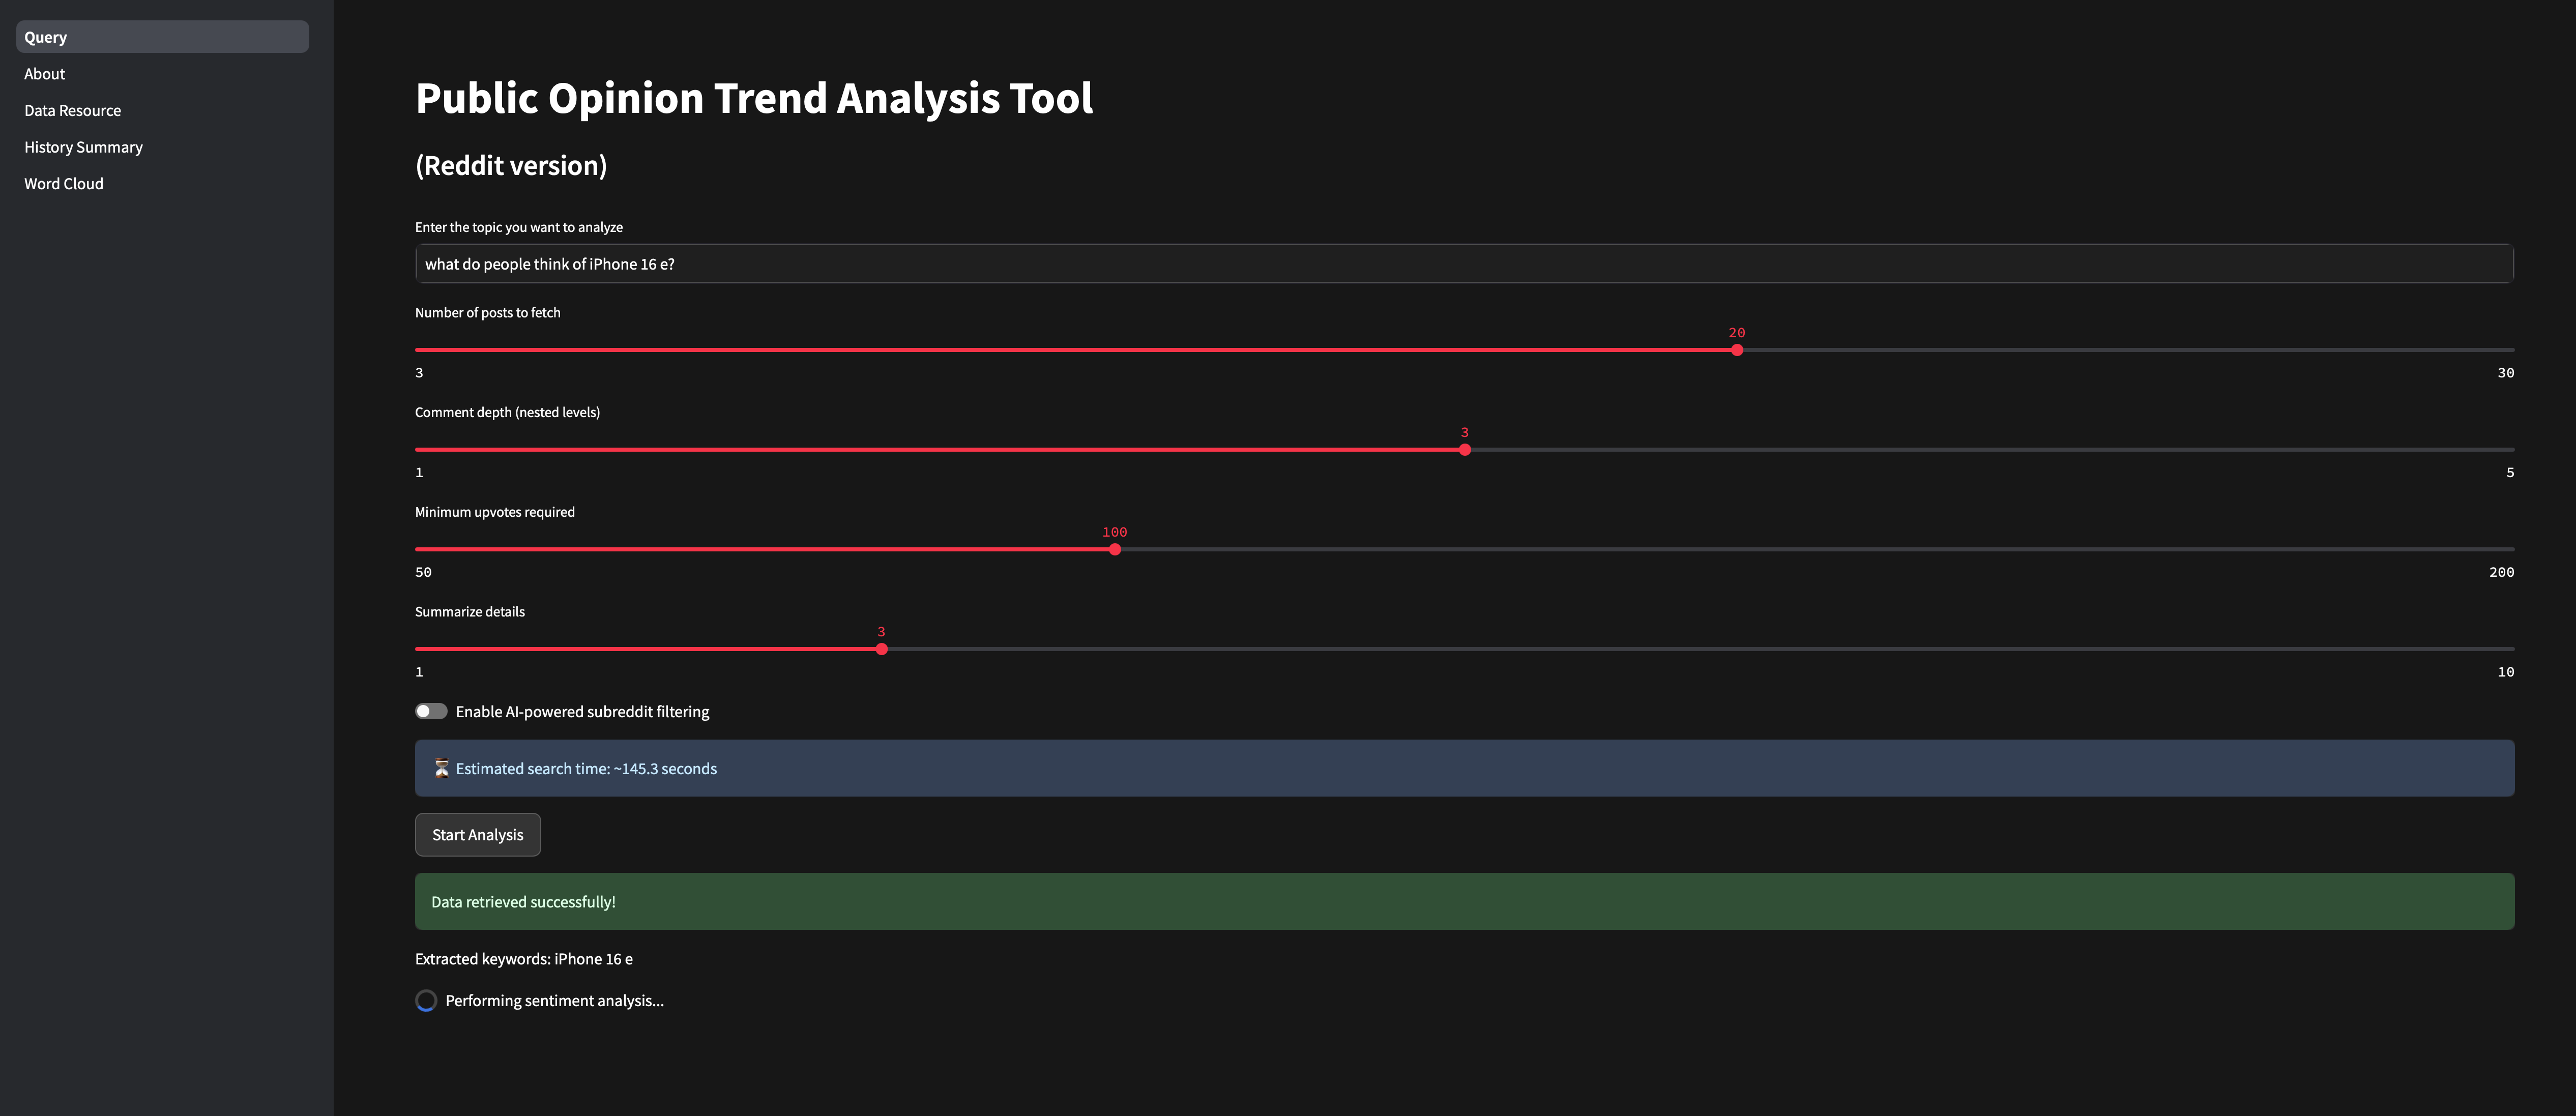 Query
About
Data Resource
History Summary
Word Cloud
Public Opinion Trend Analysis Tool
(Reddit version)
Enter the topic you want to analyze
what do people think of iPhone 16 e?
Number of posts to fetch
20
3 30
Comment depth (nested levels)
3
1 5
Minimum upvotes required
100
50 200
Summarize details
3
1 10
Enable AI-powered subreddit filtering
⏳ Estimated search time: ~145.3 seconds
Start Analysis
Data retrieved successfully!
Extracted keywords: iPhone 16 e
Performing sentiment analysis...